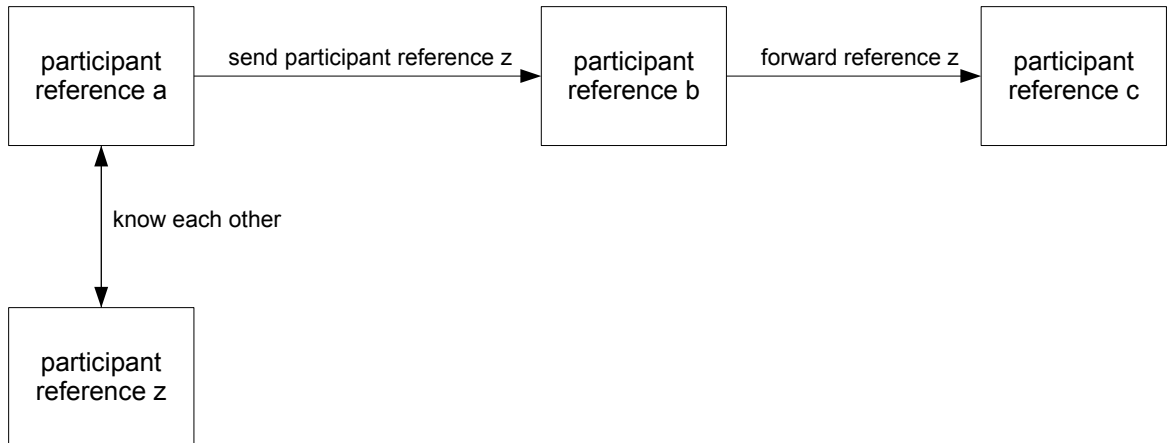 participant
reference a
send participant reference z
participant
reference b
forward reference z
participant
reference c
know each other
participant
reference z